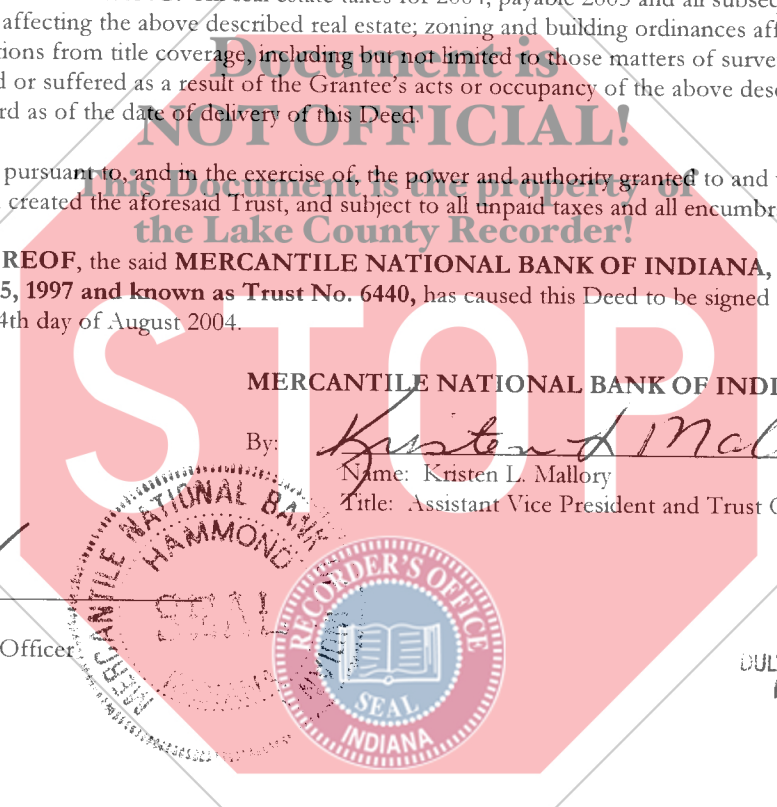 real estate taxes for 2004, payable 2005 and all subseq
affecting the above described real estate; zoning and building ordinances aff
tions from title coverage, including but not limited to those matters of surve
d or suffered as a result of the Grantee's acts or occupancy of the above desc
rd as of the date of delivery of this Deed.
Document is
NOT OFFICIAL!
This Document is the property of
the Lake County Recorder!
pursuant to, and in the exercise of, the power and authority granted to and
created the aforesaid Trust, and subject to all unpaid taxes and all encumbr
REOF, the said MERCANTILE NATIONAL BANK OF INDIANA,
5, 1997 and known as Trust No. 6440, has caused this Deed to be signed
4th day of August 2004.
STOP
MERCANTILE NATIONAL BANK OF INDI
By: Kristen L Mal
Name: Kristen L. Mallory
Title: Assistant Vice President and Trust O
MERCANTILE NATIONAL BANK
HAMMOND
SEAL
Officer
RECORDER'S OFFICE
SEAL
INDIANA